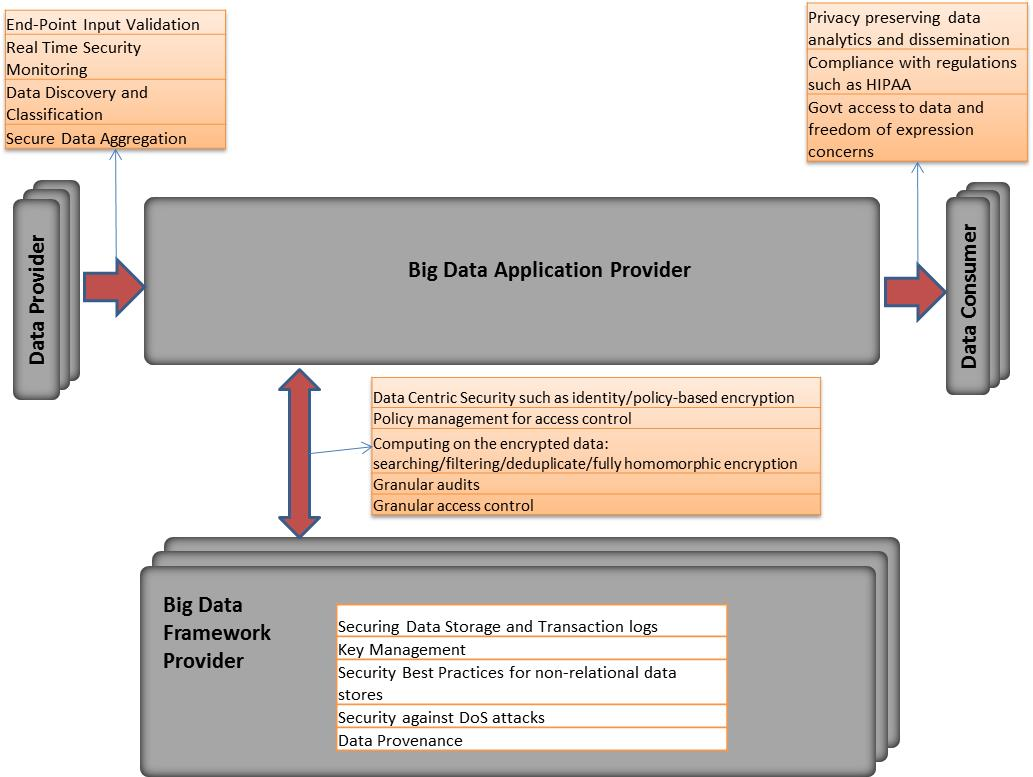 End-Point Input Validation
Real Time Security
Monitoring
Data Discovery and
Classification
Secure Data Aggregation
Privacy preserving data
analytics and dissemination
Compliance with regulations
such as HIPAA
Govt access to data and
freedom of expression
concerns
Data Provider
Big Data Application Provider
Data Consumer
Data Centric Security such as identity/policy-based encryption
Policy management for access control
Computing on the encrypted data:
searching/filtering/deduplicate/fully homomorphic encryption
Granular audits
Granular access control
Big Data
Framework
Provider
Securing Data Storage and Transaction logs
Key Management
Security Best Practices for non-relational data
stores
Security against DoS attacks
Data Provenance